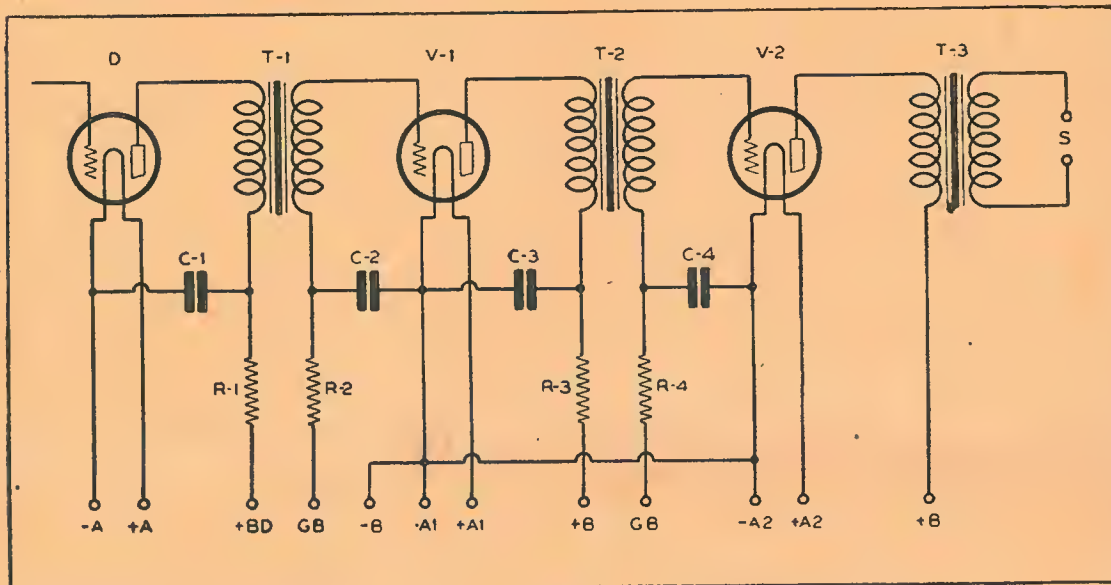 D T-1 V-1 T-2 V-2 T-3
S
C-1 C-2 C-3 C-4
R-1 R-2 R-3 R-4
-A +A +BD GB -B -A1 +A1 +B GB -A2 +A2 +B